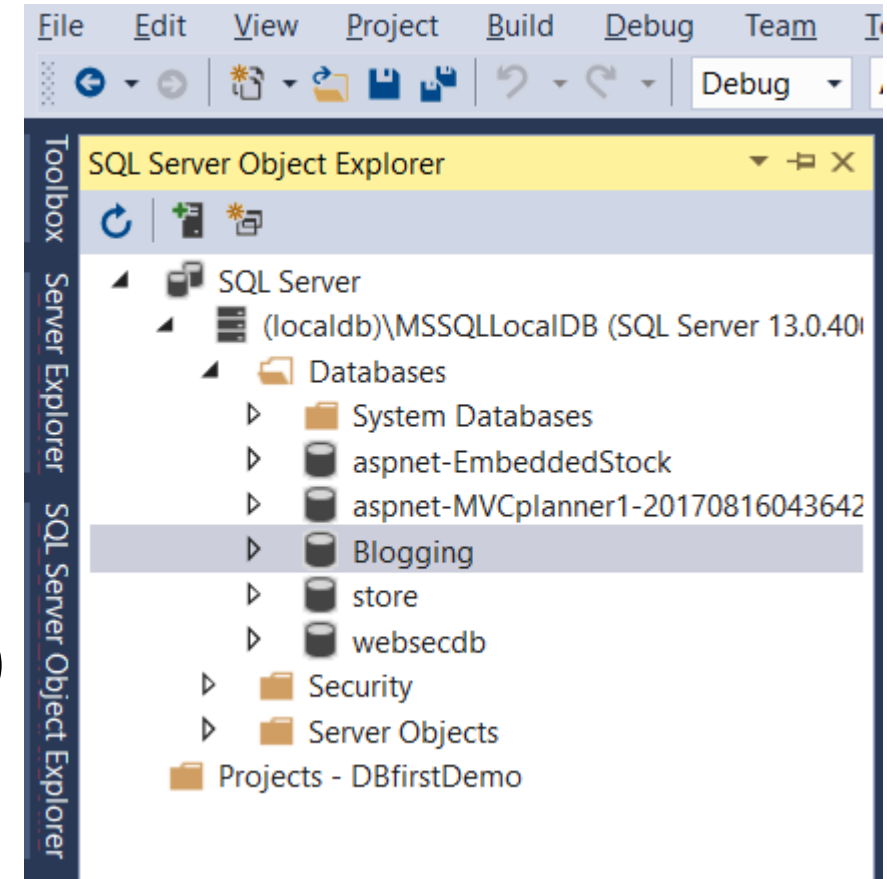 File Edit View Project Build Debug Team
Debug
Toolbox
Server Explorer
SQL Server Object Explorer
SQL Server Object Explorer
SQL Server
(localdb)\MSSQLLocalDB (SQL Server 13.0.40
Databases
System Databases
aspnet-EmbeddedStock
aspnet-MVCplanner1-20170816043642
Blogging
store
websecdb
Security
Server Objects
Projects - DBfirstDemo
)